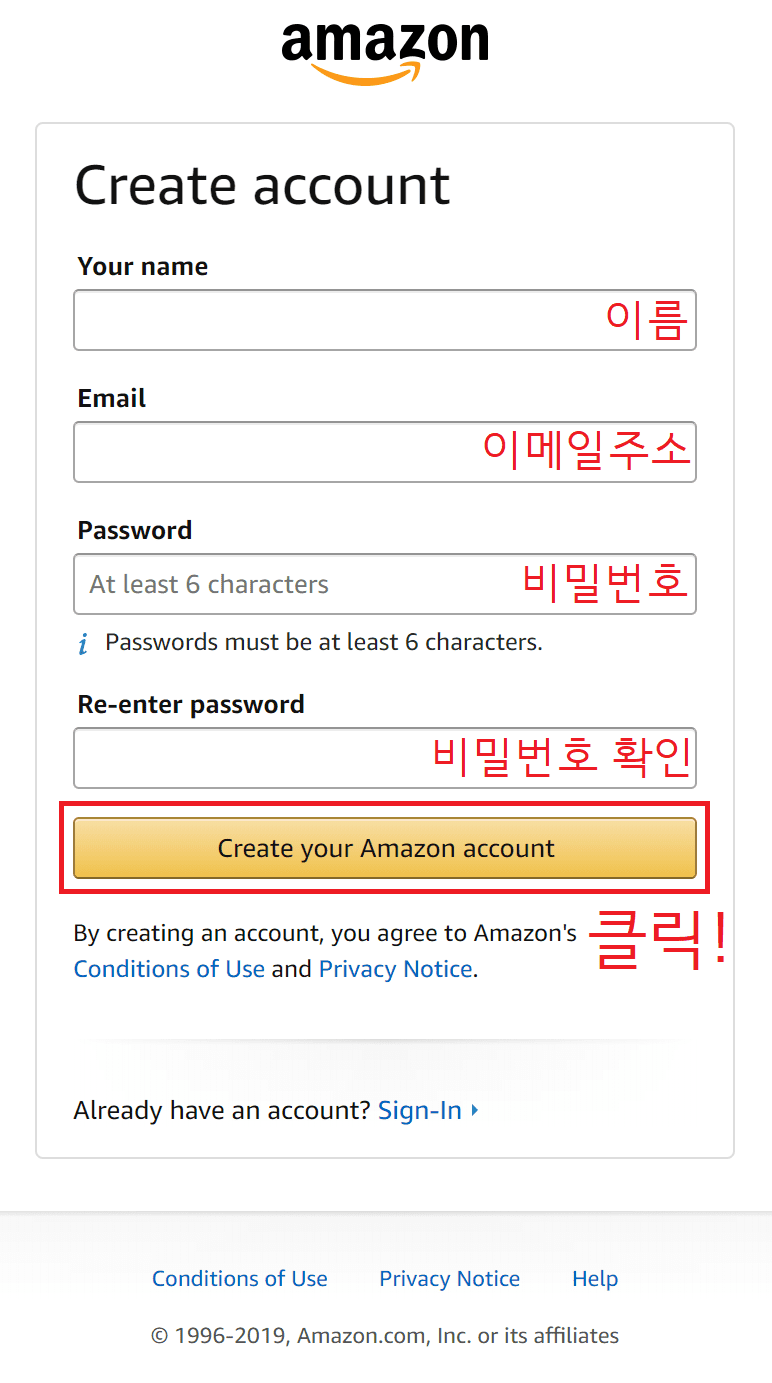 amazon
Create account
Your name
이름
Email
이메일주소
Password
At least 6 characters 비밀번호
i Passwords must be at least 6 characters.
Re-enter password
비밀번호 확인
Create your Amazon account
By creating an account, you agree to Amazon's 클릭!
Conditions of Use and Privacy Notice.
Already have an account? Sign-In
Conditions of Use Privacy Notice Help
© 1996-2019, Amazon.com, Inc. or its affiliates